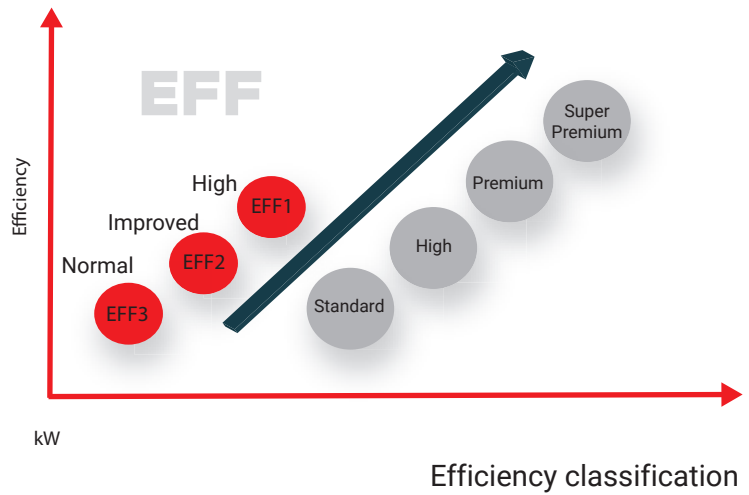 EFF
Super
Premium
Efficiency
High
EFF1
Premium
Improved
EFF2
High
Normal
EFF3
Standard
kW
Efficiency classification